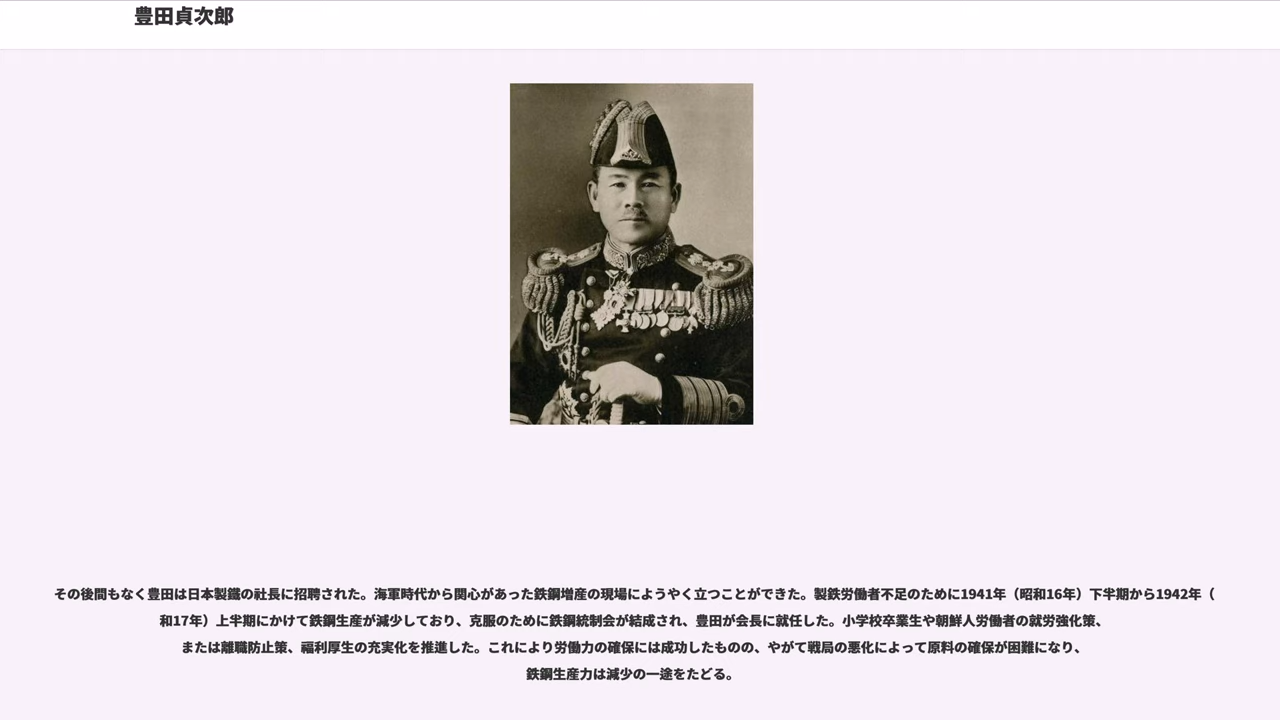 豊田貞次郎
その後間もなく豊田は日本製鐵の社長に招聘された。海軍時代から関心があった鉄鋼増産の現場にようやく立つことができた。製鉄労働者不足のために1941年（昭和16年）下半期から1942年（
和17年）上半期にかけて鉄鋼生産が減少しており、克服のために鉄鋼統制会が結成され、豊田が会長に就任した。小学校卒業生や朝鮮人労働者の就労強化策、
または離職防止策、福利厚生の充実化を推進した。これにより労働力の確保には成功したものの、やがて戦局の悪化によって原料の確保が困難になり、
鉄鋼生産力は減少の一途をたどる。